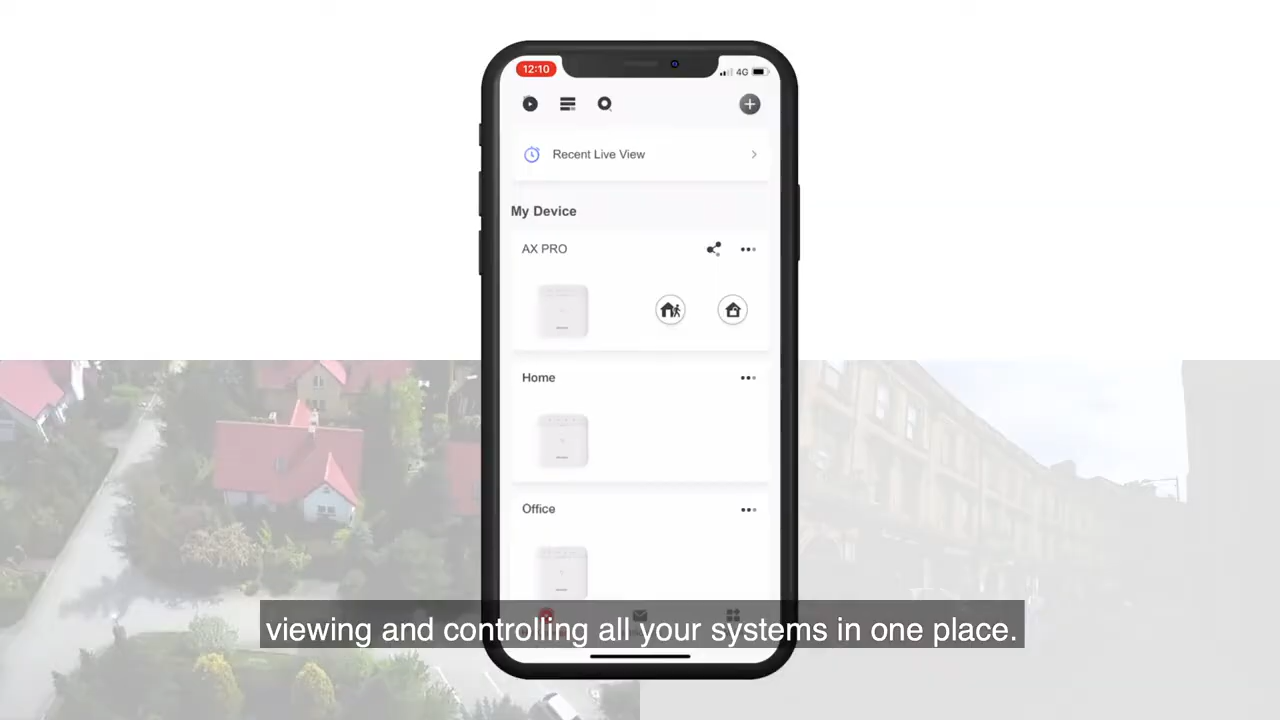 12:10
4G
Recent Live View
My Device
AX PRO
Home
Office
viewing and controlling all your systems in one place.